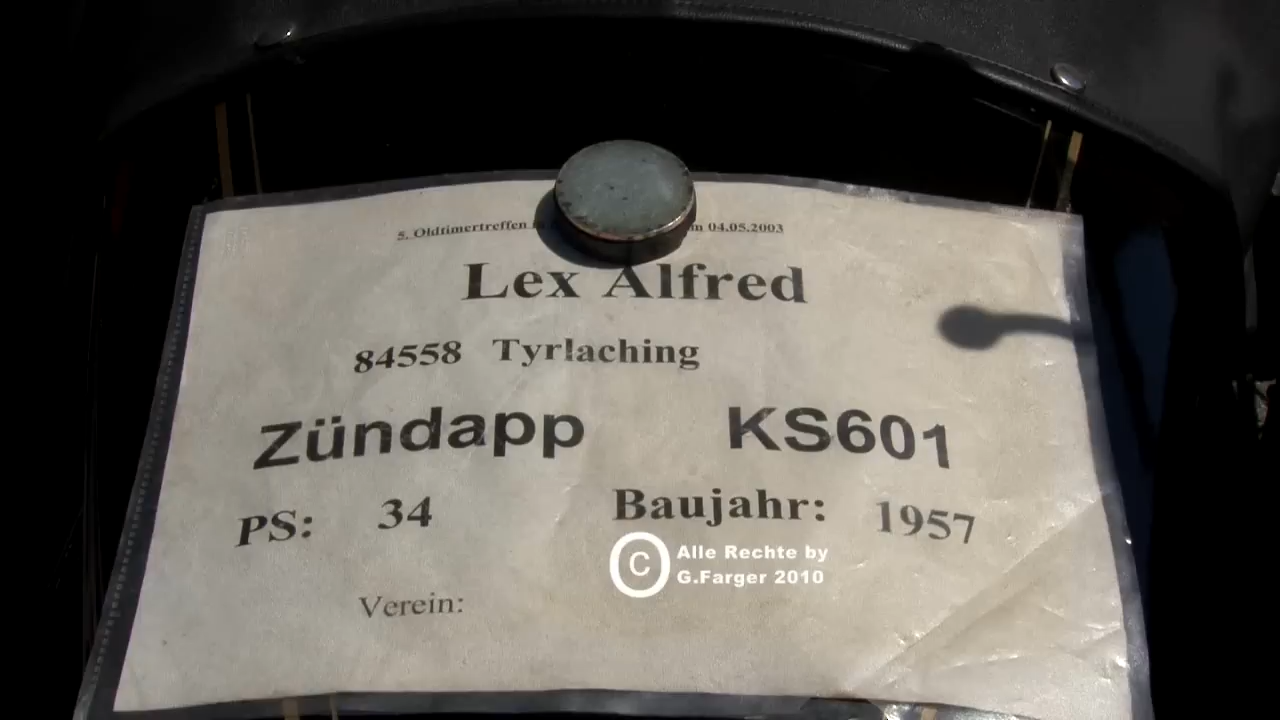 5. Oldtimertreffen 04.05.2003
Lex Alfred
84558 Tyrlaching
Zündapp KS601
PS: 34 Baujahr: 1957
© Alle Rechte by
G.Farger 2010
Verein: